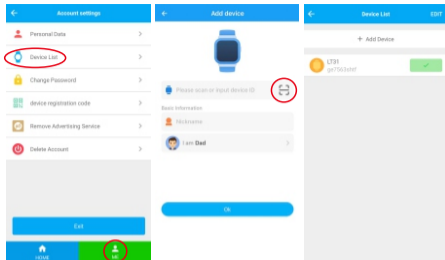 Account settings
Personal Data
Device List
Change Password
device registration code
Remove Advertising Service
Delete Account
Exit
HOME
ME
Add device
Please scan or input device ID
Basic information
Nickname
I am Dad
Ok
Device List
EDIT
+ Add Device
LT31